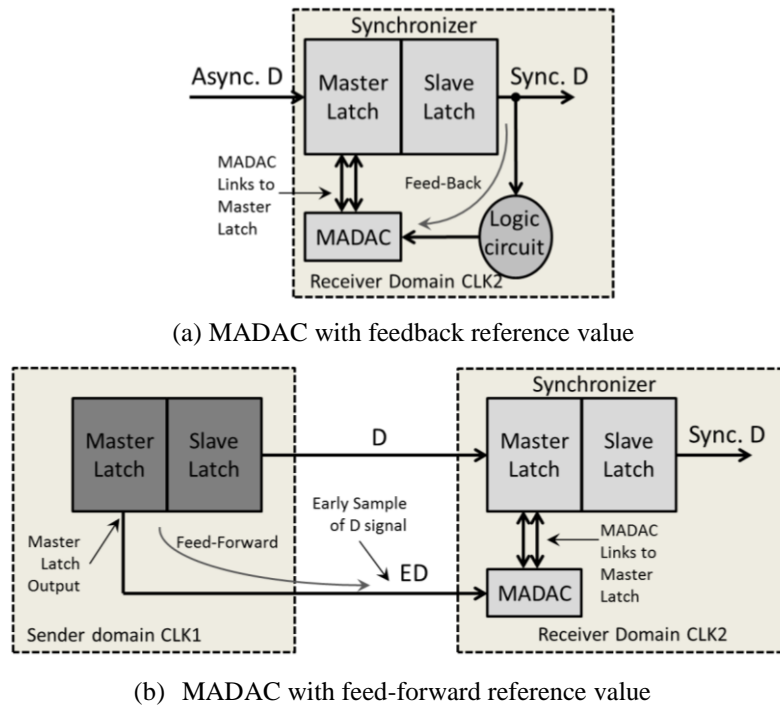 Synchronizer
Async. D
Master
Latch
Slave
Latch
Sync. D
MADAC
Links to
Master
Latch
Feed-Back
MADAC
Logic
circuit
Receiver Domain CLK2
(a) MADAC with feedback reference value
Synchronizer
Master
Latch
Slave
Latch
D
Master
Latch
Slave
Latch
Sync. D
Early Sample
of D signal
Master
Latch
Output
Feed-Forward
ED
MADAC
MADAC
Links to
Master
Latch
Sender domain CLK1
Receiver Domain CLK2
(b) MADAC with feed-forward reference value